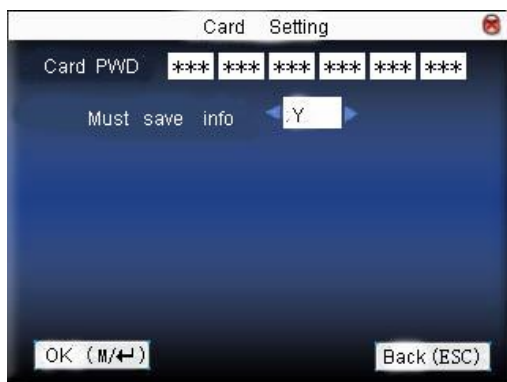 Card Setting
Card PWD *** *** *** *** *** ***
Must save info Y
OK (M/↵) Back (ESC)